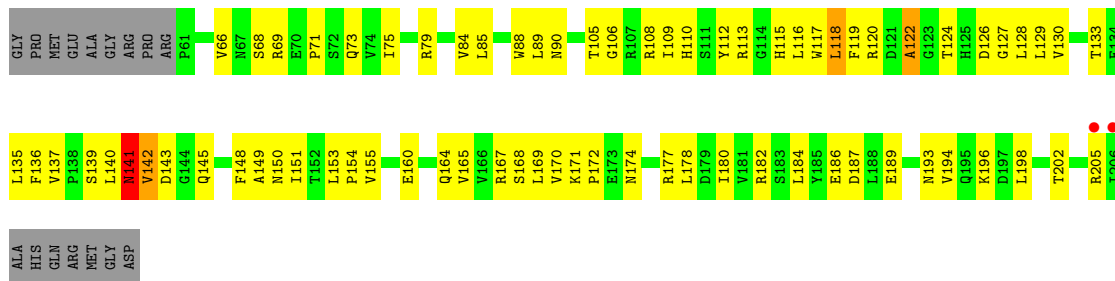 GLY PRO MET GLU ALA GLY ARG PRO ARG P61 V66 N67 S68 R69 E70 P71 S72 Q73 V74 I75 R79 V84 L85 W88 L89 N90 T105 G106 R107 R108 I109 H110 S111 Y112 R113 G114 H115 L116 W117 L118 F119 R120 D121 A122 G123 T124 H125 D126 G127 L128 L129 V130 T133
L135 F136 V137 P138 S139 L140 N141 V142 D143 G144 Q145 F148 A149 N150 I151 T152 L153 P154 V155 E160 Q164 V165 V166 R167 S168 L169 V170 K171 P172 E173 N174 R177 L178 D179 I180 V181 R182 S183 L184 Y185 E186 D187 L188 E189 N193 V194 Q195 K196 D197 L198 T202 R205
ALA HIS GLN ARG MET GLY ASP